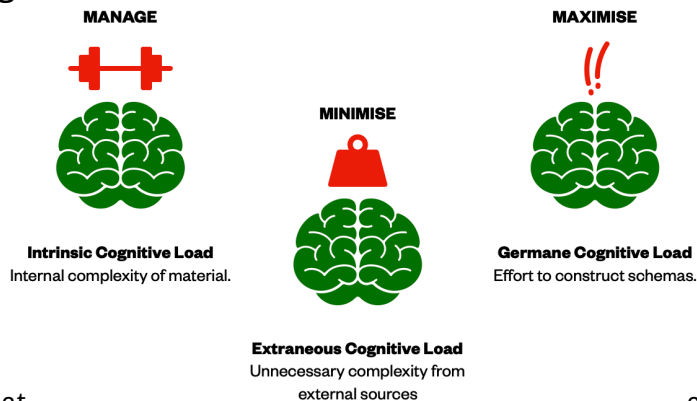 MANAGE
MAXIMISE
MINIMISE
Intrinsic Cognitive Load
Internal complexity of material.
Germane Cognitive Load
Effort to construct schemas.
Extraneous Cognitive Load
Unnecessary complexity from
external sources